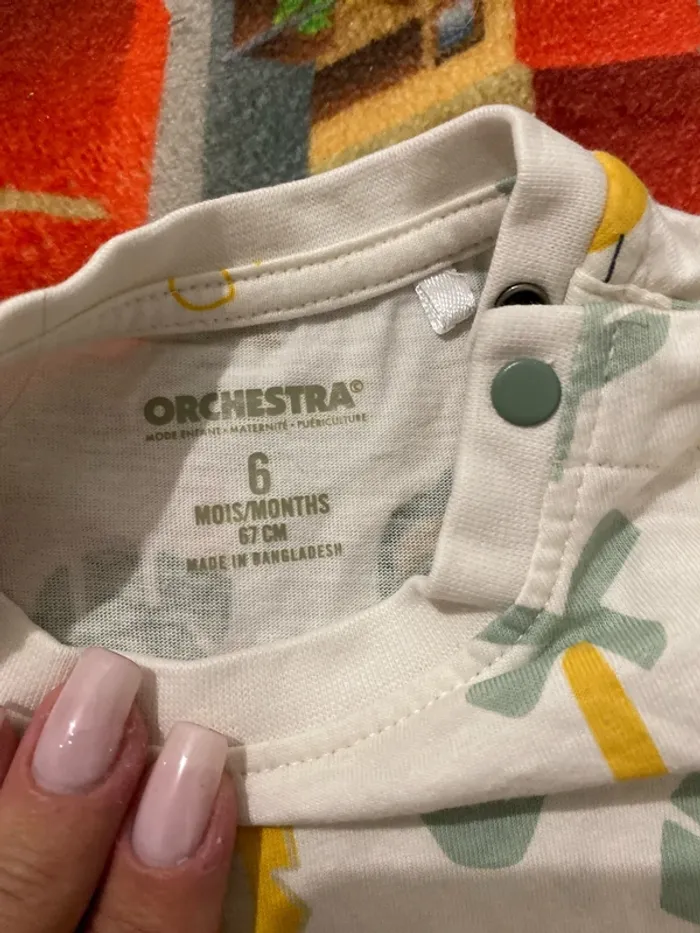 ORCHESTRA©
MODE ENFANT • MATERNITÉ • PUÉRICULTURE
6
MOIS/MONTHS
67 CM
MADE IN BANGLADESH